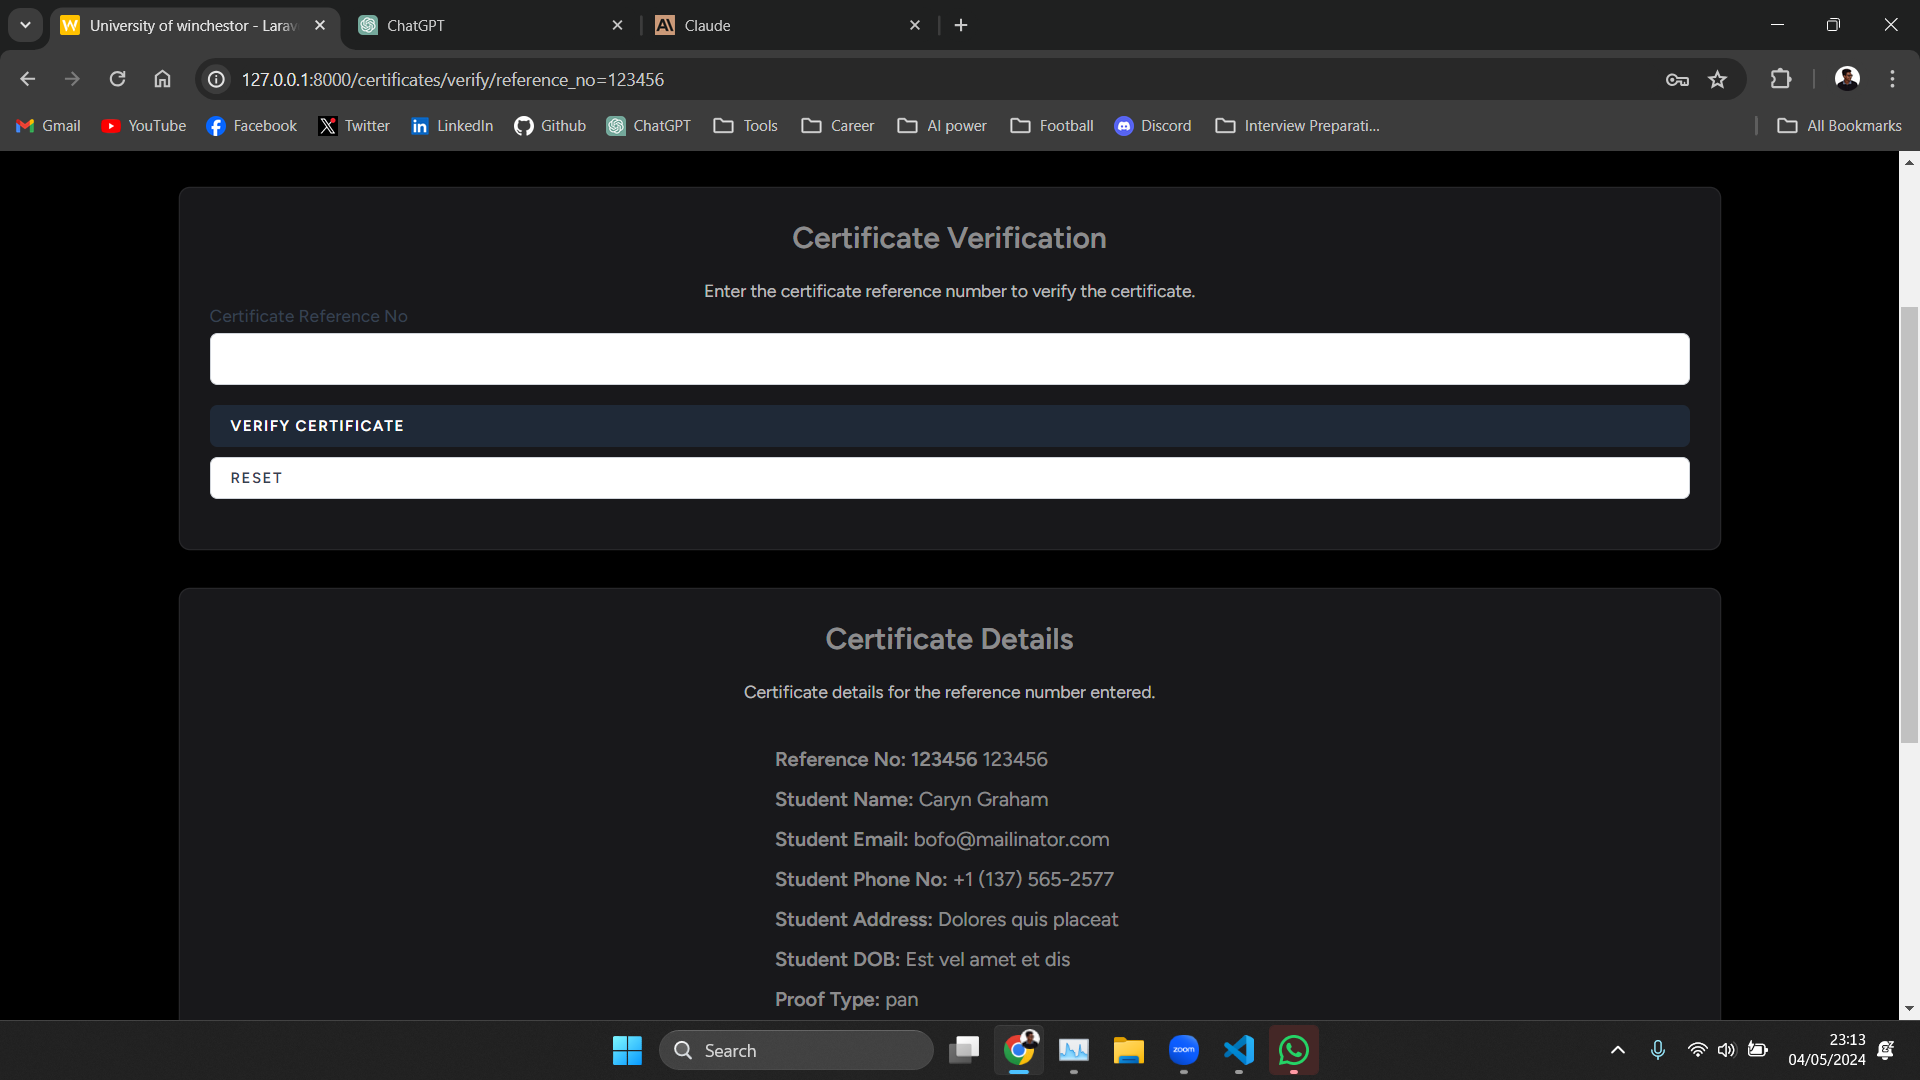 University of winchestor - Larav
ChatGPT
Claude
127.0.0.1:8000/certificates/verify/reference_no=123456
Gmail
YouTube
Facebook
Twitter
LinkedIn
Github
ChatGPT
Tools
Career
AI power
Football
Discord
Interview Preparati...
All Bookmarks
Certificate Verification
Enter the certificate reference number to verify the certificate.
Certificate Reference No
VERIFY CERTIFICATE
RESET
Certificate Details
Certificate details for the reference number entered.
Reference No: 123456 123456
Student Name: Caryn Graham
Student Email: bofo@mailinator.com
Student Phone No: +1 (137) 565-2577
Student Address: Dolores quis placeat
Student DOB: Est vel amet et dis
Proof Type: pan
Search
zoom
23:13
04/05/2024